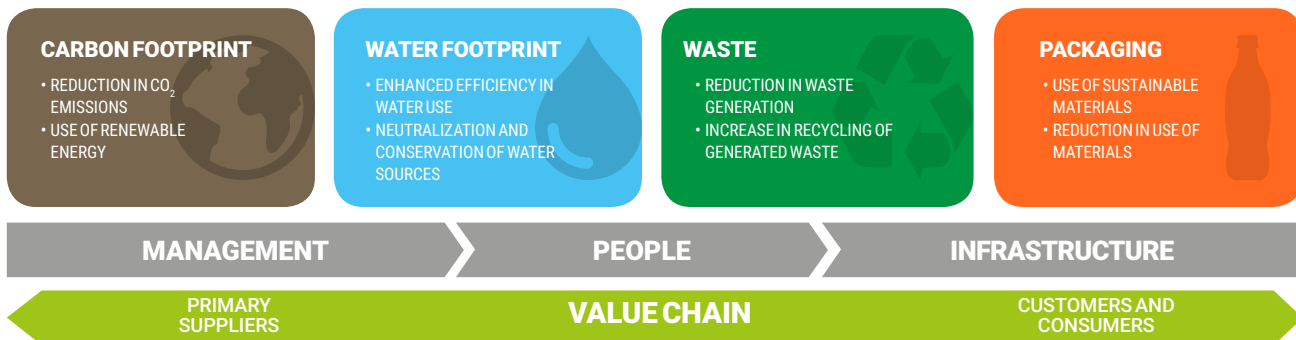 CARBON FOOTPRINT
• REDUCTION IN CO₂
EMISSIONS
• USE OF RENEWABLE
ENERGY
WATER FOOTPRINT
• ENHANCED EFFICIENCY IN
WATER USE
• NEUTRALIZATION AND
CONSERVATION OF WATER
SOURCES
WASTE
• REDUCTION IN WASTE
GENERATION
• INCREASE IN RECYCLING OF
GENERATED WASTE
PACKAGING
• USE OF SUSTAINABLE
MATERIALS
• REDUCTION IN USE OF
MATERIALS
MANAGEMENT
PEOPLE
INFRASTRUCTURE
PRIMARY
SUPPLIERS
VALUE CHAIN
CUSTOMERS AND
CONSUMERS